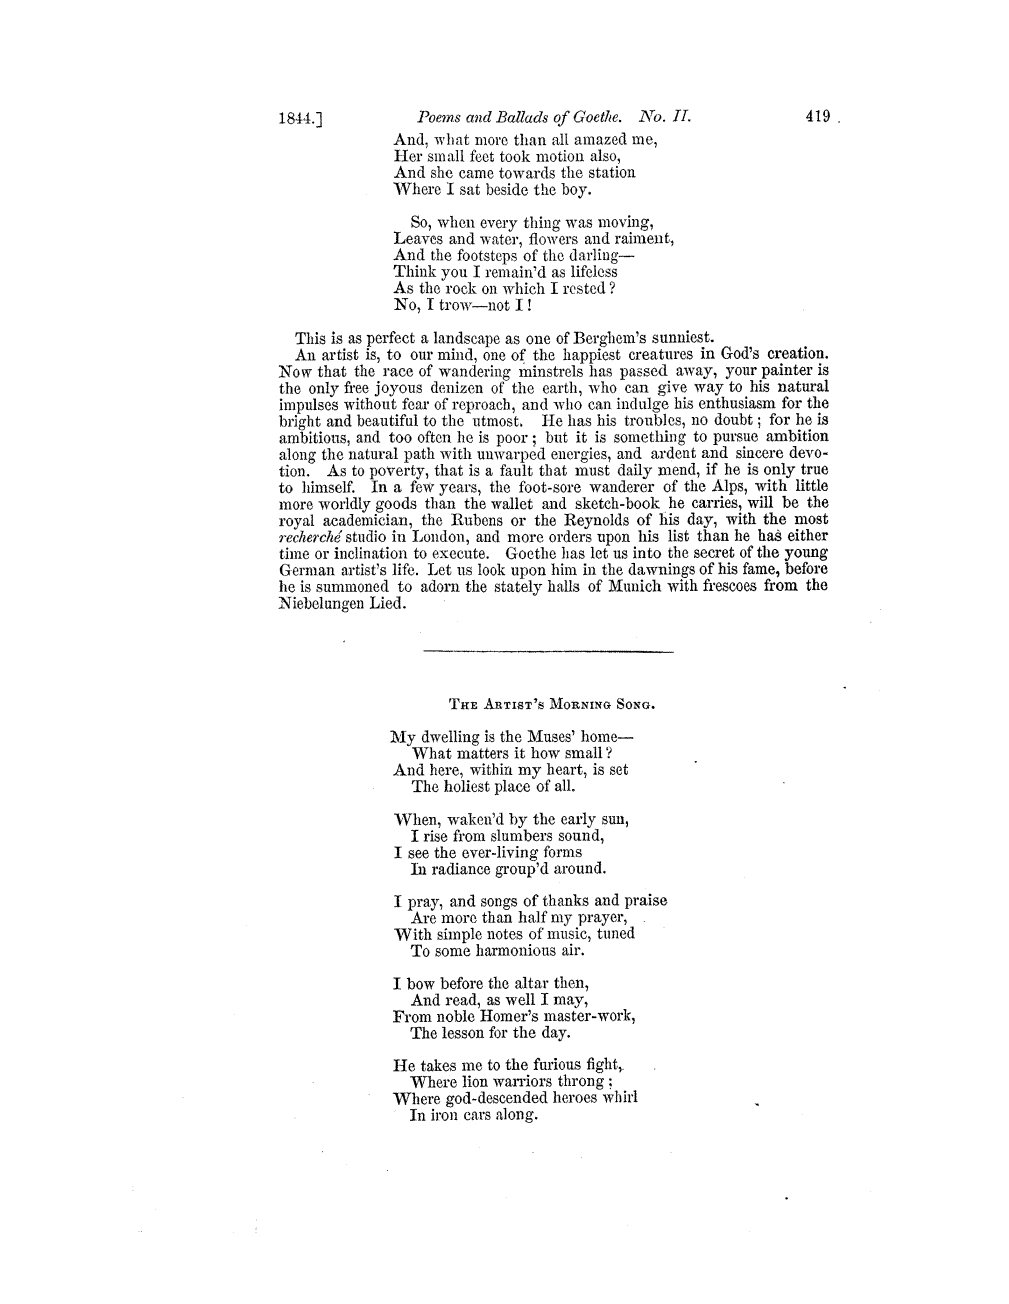 1844.] Poems and Ballads of Goethe. No. II. 419
And, what more than all amazed me,
Her small feet took motion also,
And she came towards the station
Where I sat beside the boy.
So, when every thing was moving,
Leaves and water, flowers and raiment,
And the footsteps of the darling—
Think you I remain'd as lifeless
As the rock on which I rested?
No, I trow—not I!
This is as perfect a landscape as one of Berghem's sunniest.
An artist is, to our mind, one of the happiest creatures in God's creation.
Now that the race of wandering minstrels has passed away, your painter is
the only free joyous denizen of the earth, who can give way to his natural
impulses without fear of reproach, and who can indulge his enthusiasm for the
bright and beautiful to the utmost. He has his troubles, no doubt; for he is
ambitious, and too often he is poor; but it is something to pursue ambition
along the natural path with unwarped energies, and ardent and sincere devo-
tion. As to poverty, that is a fault that must daily mend, if he is only true
to himself. In a few years, the foot-sore wanderer of the Alps, with little
more worldly goods than the wallet and sketch-book he carries, will be the
royal academician, the Rubens or the Reynolds of his day, with the most
recherché studio in London, and more orders upon his list than he has either
time or inclination to execute. Goethe has let us into the secret of the young
German artist's life. Let us look upon him in the dawnings of his fame, before
he is summoned to adorn the stately halls of Munich with frescoes from the
Niebelungen Lied.
The Artist's Morning Song.
My dwelling is the Muses' home—
What matters it how small?
And here, within my heart, is set
The holiest place of all.
When, waken'd by the early sun,
I rise from slumbers sound,
I see the ever-living forms
In radiance group'd around.
I pray, and songs of thanks and praise
Are more than half my prayer,
With simple notes of music, tuned
To some harmonious air.
I bow before the altar then,
And read, as well I may,
From noble Homer's master-work,
The lesson for the day.
He takes me to the furious fight,
Where lion warriors throng;
Where god-descended heroes whirl
In iron cars along.